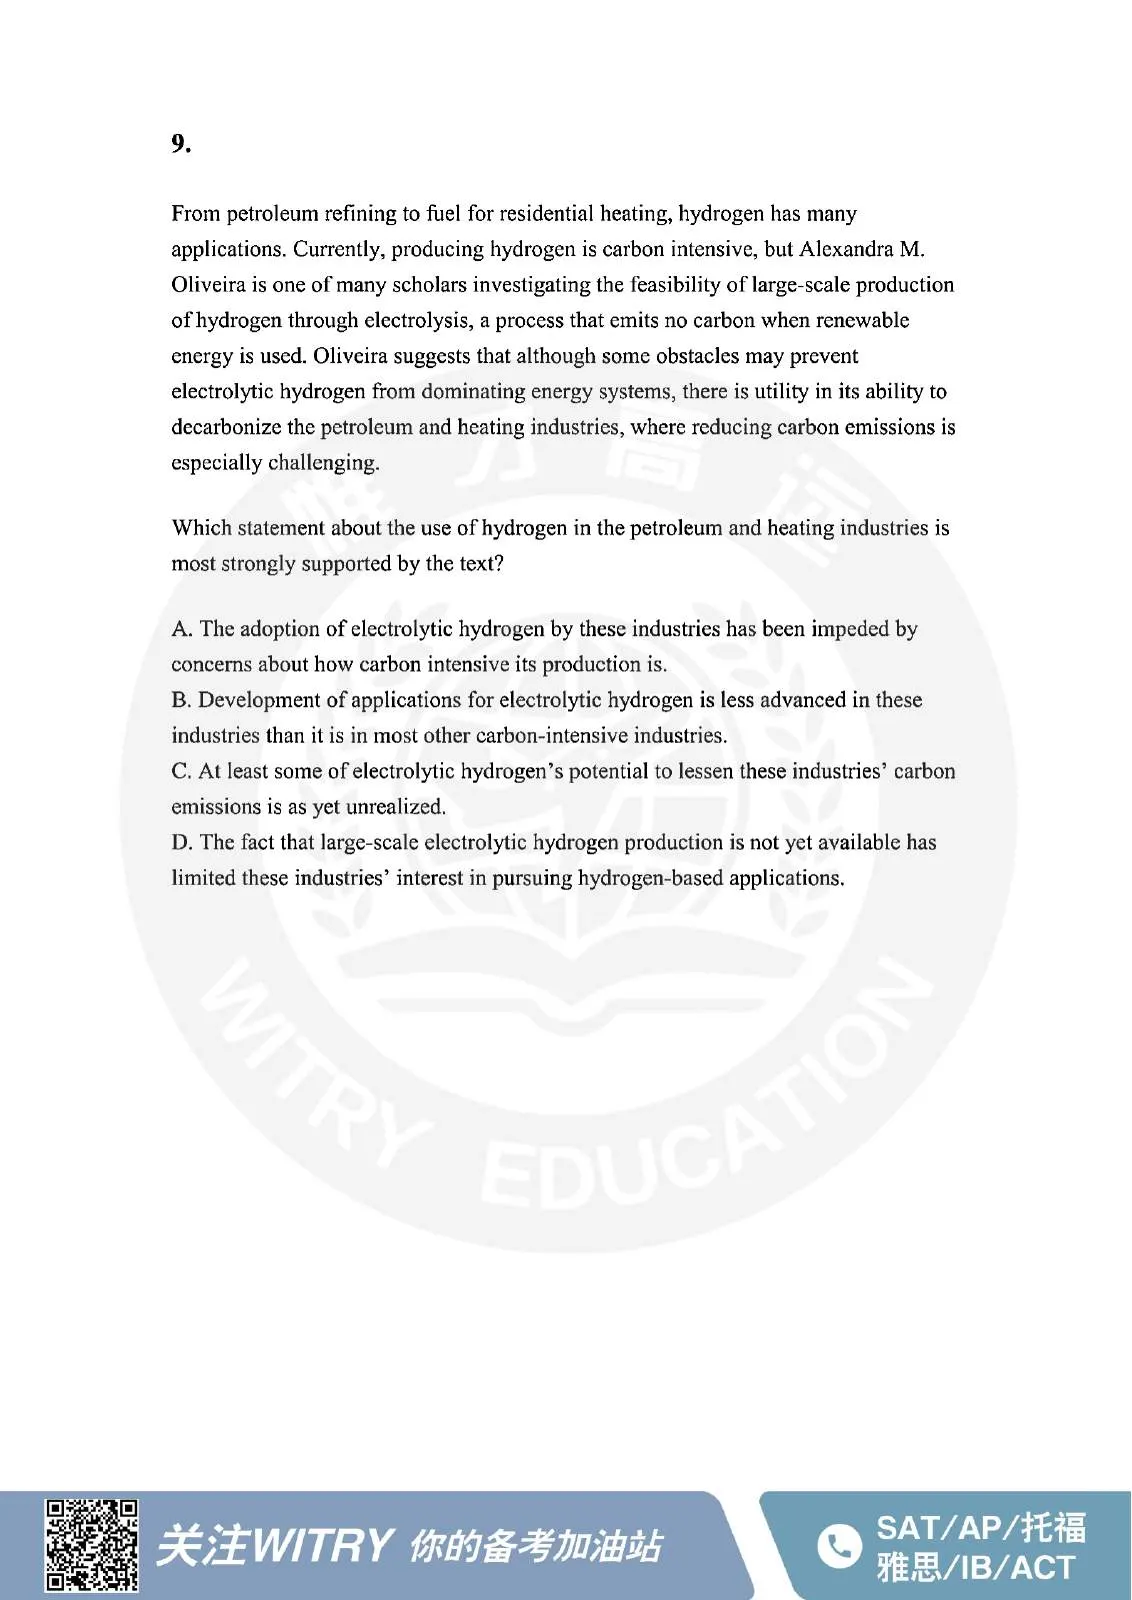 9.
From petroleum refining to fuel for residential heating, hydrogen has many
applications. Currently, producing hydrogen is carbon intensive, but Alexandra M.
Oliveira is one of many scholars investigating the feasibility of large-scale production
of hydrogen through electrolysis, a process that emits no carbon when renewable
energy is used. Oliveira suggests that although some obstacles may prevent
electrolytic hydrogen from dominating energy systems, there is utility in its ability to
decarbonize the petroleum and heating industries, where reducing carbon emissions is
especially challenging.
Which statement about the use of hydrogen in the petroleum and heating industries is
most strongly supported by the text?
A. The adoption of electrolytic hydrogen by these industries has been impeded by
concerns about how carbon intensive its production is.
B. Development of applications for electrolytic hydrogen is less advanced in these
industries than it is in most other carbon-intensive industries.
C. At least some of electrolytic hydrogen's potential to lessen these industries' carbon
emissions is as yet unrealized.
D. The fact that large-scale electrolytic hydrogen production is not yet available has
limited these industries' interest in pursuing hydrogen-based applications.
惟力高远
WITRY EDUCATION
关注WITRY 你的备考加油站
SAT/AP/托福
雅思/IB/ACT